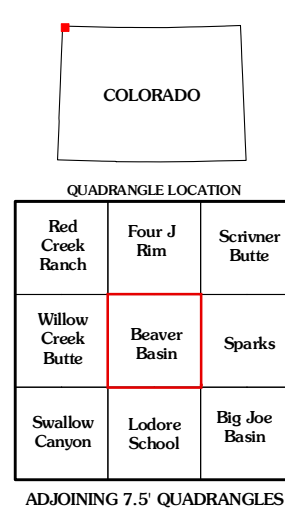 COLORADO
QUADRANGLE LOCATION
Red
Creek
Ranch
Four J
Rim
Scrivner
Butte
Willow
Creek
Butte
Beaver
Basin
Sparks
Swallow
Canyon
Lodore
School
Big Joe
Basin
ADJOINING 7.5' QUADRANGLES